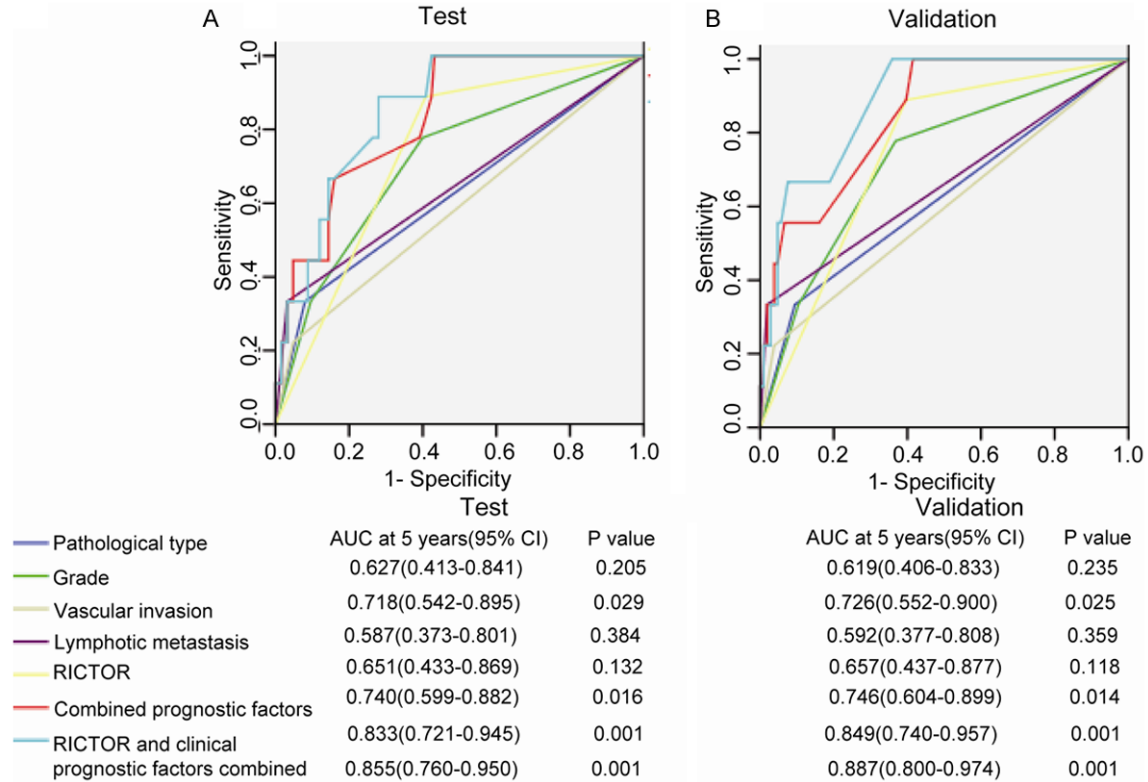 A
Test
B
Validation
Sensitivity
1.0
0.8
0.6
0.4
0.2
0.0
0.0 0.2 0.4 0.6 0.8 1.0
1- Specificity
Sensitivity
1.0
0.8
0.6
0.4
0.2
0.0
0.0 0.2 0.4 0.6 0.8 1.0
1- Specificity
Test
Validation
AUC at 5 years(95% CI) P value
AUC at 5 years(95% CI) P value
Pathological type 0.627(0.413-0.841) 0.205 0.619(0.406-0.833) 0.235
Grade 0.718(0.542-0.895) 0.029 0.726(0.552-0.900) 0.025
Vascular invasion 0.587(0.373-0.801) 0.384 0.592(0.377-0.808) 0.359
Lymphotic metastasis 0.651(0.433-0.869) 0.132 0.657(0.437-0.877) 0.118
RICTOR 0.740(0.599-0.882) 0.016 0.746(0.604-0.899) 0.014
Combined prognostic factors 0.833(0.721-0.945) 0.001 0.849(0.740-0.957) 0.001
RICTOR and clinical
prognostic factors combined 0.855(0.760-0.950) 0.001 0.887(0.800-0.974) 0.001